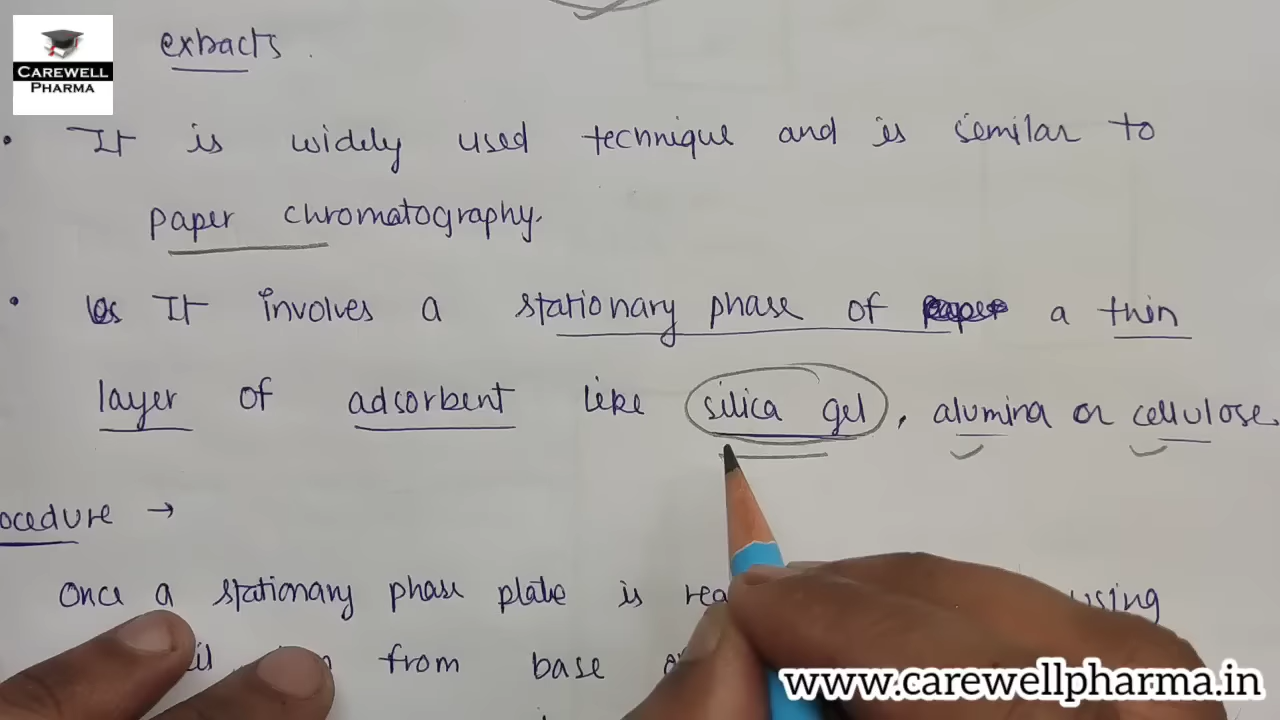 CAREWELL
PHARMA
extracts.
• It is widely used technique and is similar to
paper chromatography.
• It involves a stationary phase of a thin
layer of adsorbent like silica gel, alumina or cellulose
ocedure →
Once a stationary phase plate is rea using
from base
www.carewellpharma.in